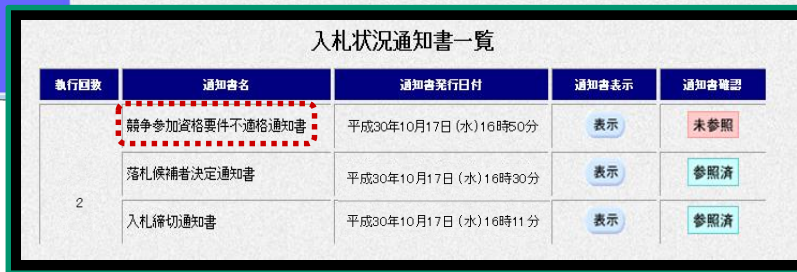 入札状況通知書一覧
執行回数 通知書名 通知書発行日付 通知書表示 通知書確認
競争参加資格要件不適格通知書 平成30年10月17日(水)16時50分 表示 未参照
落札候補者決定通知書 平成30年10月17日(水)16時30分 表示 参照済
2
入札締切通知書 平成30年10月17日(水)16時11分 表示 参照済